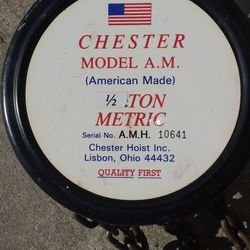 CHESTER
MODEL A.M.
(American Made)
½ TON
METRIC
Serial No. A.M.H. 10641
Chester Hoist Inc.
Lisbon, Ohio 44432
QUALITY FIRST